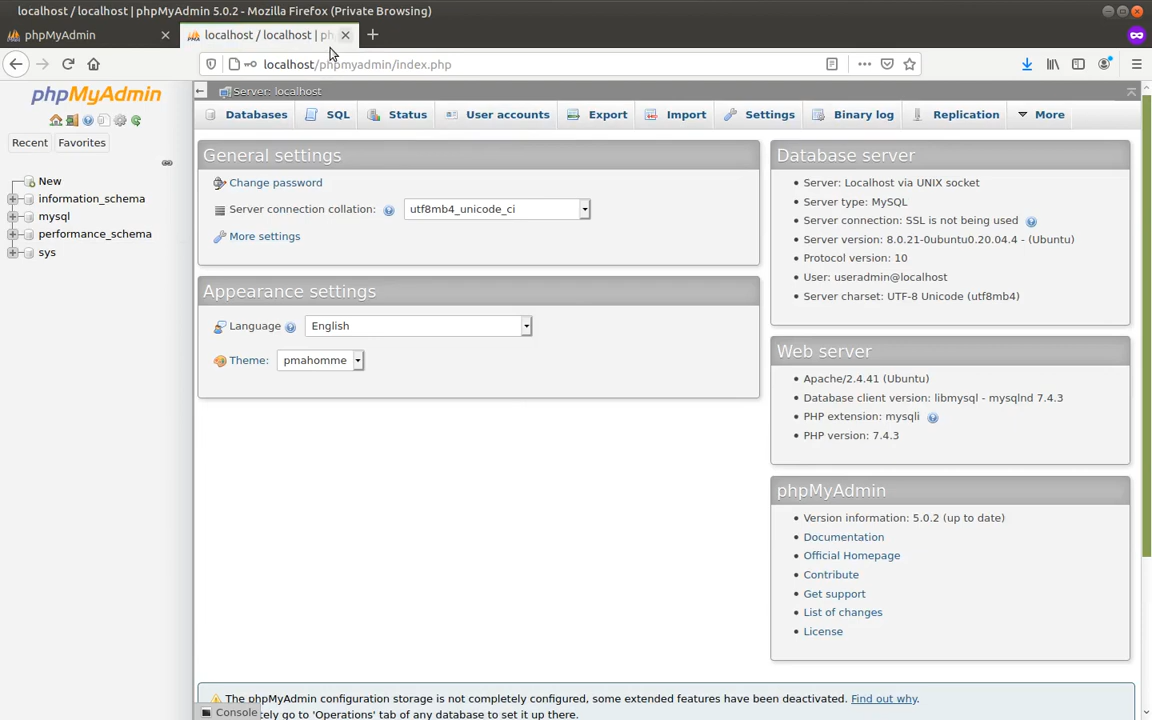 localhost / localhost | phpMyAdmin 5.0.2 - Mozilla Firefox (Private Browsing)
phpMyAdmin
localhost / localhost | ph
localhost/phpmyadmin/index.php
phpMyAdmin
Recent
Favorites
New
information_schema
mysql
performance_schema
sys
Server: localhost
Databases
SQL
Status
User accounts
Export
Import
Settings
Binary log
Replication
More
General settings
Change password
Server connection collation:
utf8mb4_unicode_ci
More settings
Appearance settings
Language
English
Theme:
pmahomme
Database server
Server: Localhost via UNIX socket
Server type: MySQL
Server connection: SSL is not being used
Server version: 8.0.21-0ubuntu0.20.04.4 - (Ubuntu)
Protocol version: 10
User: useradmin@localhost
Server charset: UTF-8 Unicode (utf8mb4)
Web server
Apache/2.4.41 (Ubuntu)
Database client version: libmysql - mysqlnd 7.4.3
PHP extension: mysqli
PHP version: 7.4.3
phpMyAdmin
Version information: 5.0.2 (up to date)
Documentation
Official Homepage
Contribute
Get support
List of changes
License
The phpMyAdmin configuration storage is not completely configured, some extended features have been deactivated. Find out why.
go to 'Operations' tab of any database to set it up there.
Console